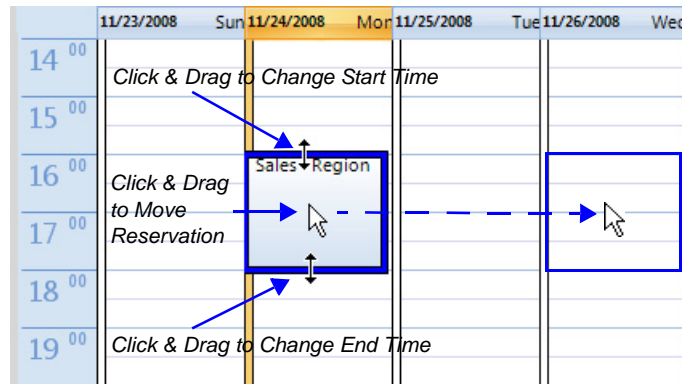 11/23/2008 Sun 11/24/2008 Mon 11/25/2008 Tue 11/26/2008 Wed
14 00
Click & Drag to Change Start Time
15 00
16 00
Sales Region
Click & Drag
to Move
Reservation
17 00
18 00
19 00
Click & Drag to Change End Time